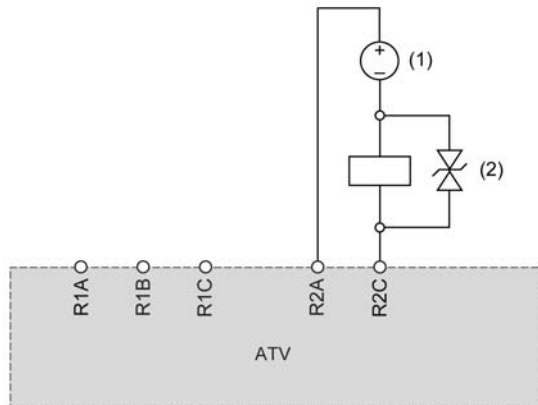 +
(1)
−
(2)
R1A
R1B
R1C
R2A
R2C
ATV